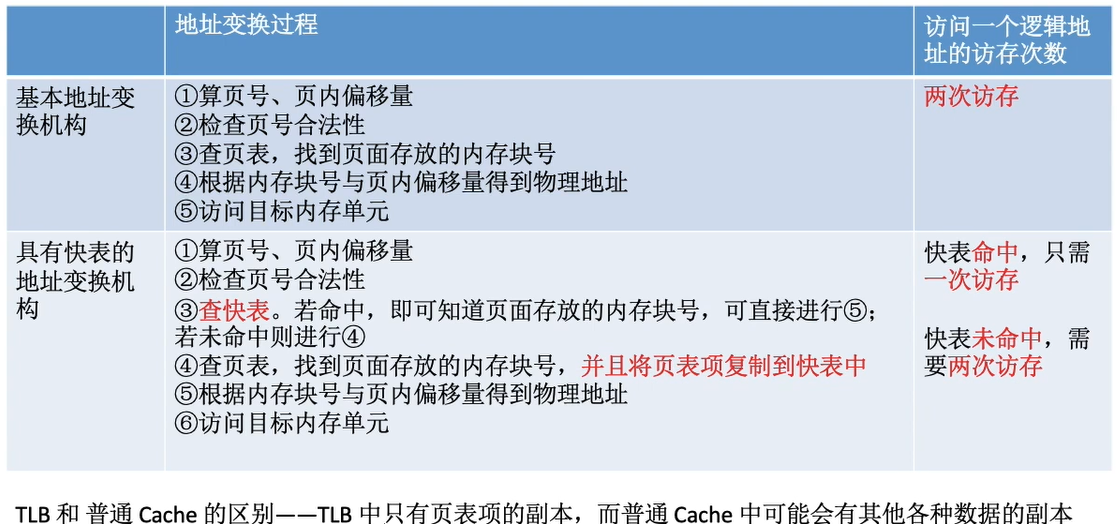 地址变换过程
访问一个逻辑地
址的访存次数
基本地址变
换机构
①算页号、页内偏移量
②检查页号合法性
③查页表，找到页面存放的内存块号
④根据内存块号与页内偏移量得到物理地址
⑤访问目标内存单元
两次访存
具有快表的
地址变换机
构
①算页号、页内偏移量
②检查页号合法性
③查快表。若命中，即可知道页面存放的内存块号，可直接进行⑤；
若未命中则进行④
④查页表，找到页面存放的内存块号，并且将页表项复制到快表中
⑤根据内存块号与页内偏移量得到物理地址
⑥访问目标内存单元
快表命中，只需
一次访存
快表未命中，需
要两次访存
TLB 和 普通 Cache 的区别——TLB 中只有页表项的副本，而普通 Cache 中可能会有其他各种数据的副本